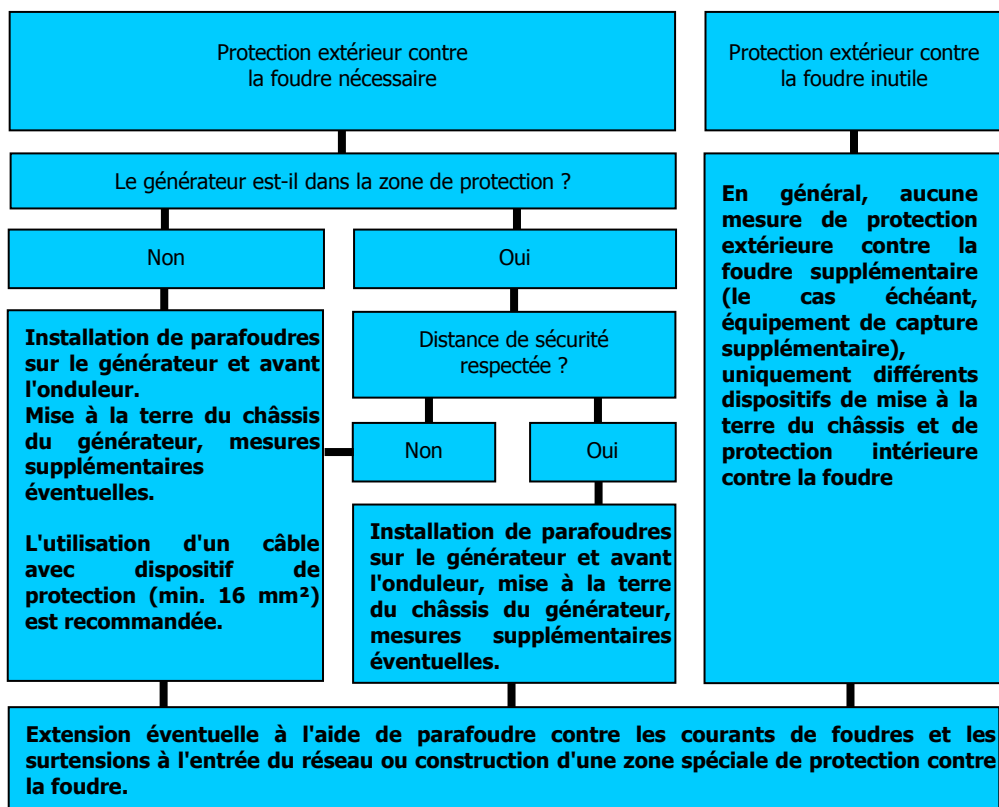 Protection extérieur contre
la foudre nécessaire
Protection extérieur contre
la foudre inutile
Le générateur est-il dans la zone de protection ?
Non
Oui
Installation de parafoudres
sur le générateur et avant
l'onduleur.
Mise à la terre du châssis
du générateur, mesures
supplémentaires
éventuelles.
L'utilisation d'un câble
avec dispositif de
protection (min. 16 mm²)
est recommandée.
Distance de sécurité
respectée ?
Non
Oui
Installation de parafoudres
sur le générateur et avant
l'onduleur, mise à la terre
du châssis du générateur,
mesures supplémentaires
éventuelles.
En général, aucune
mesure de protection
extérieure contre la
foudre supplémentaire
(le cas échéant,
équipement de capture
supplémentaire),
uniquement différents
dispositifs de mise à la
terre du châssis et de
protection intérieure
contre la foudre
Extension éventuelle à l'aide de parafoudre contre les courants de foudres et les
surtensions à l'entrée du réseau ou construction d'une zone spéciale de protection contre
la foudre.